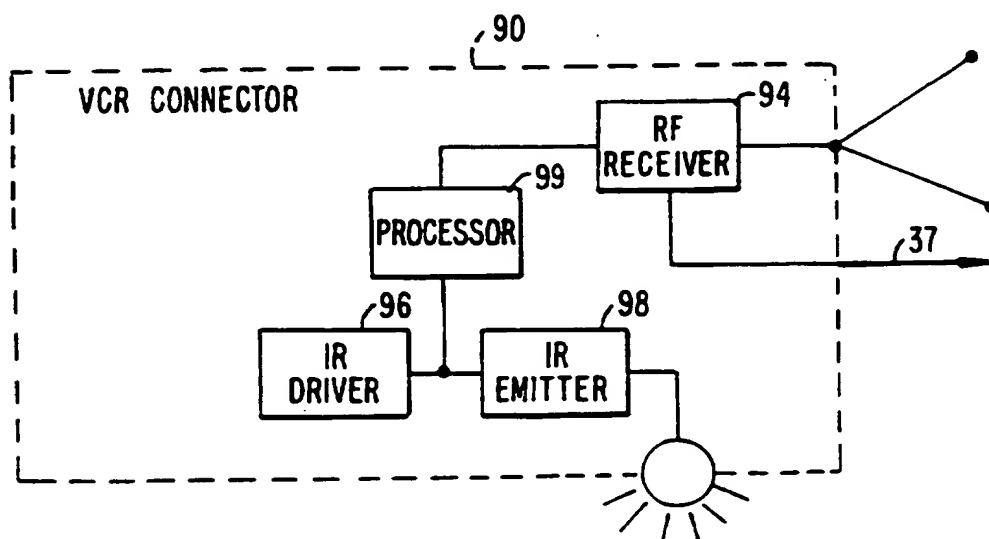 90
VCR CONNECTOR
94
RF
RECEIVER
99
PROCESSOR
37
96
98
IR
DRIVER
IR
EMITTER